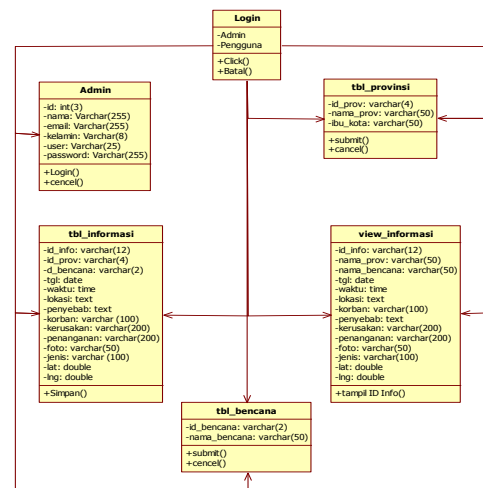 Login
-Admin
-Pengguna
+Click()
+Batal()
Admin
-id: int(3)
-nama: Varchar(255)
-email: Varchar(255)
-kelamin: Varchar(8)
-user: Varchar(25)
-password: Varchar(255)
+Login()
+cencel()
tbl_provinsi
-id_prov: varchar(4)
-nama_prov: varchar(50)
-ibu_kota: varchar(50)
+submit()
+cancel()
tbl_informasi
-id_info: varchar(12)
-id_prov: varchar(4)
-d_bencana: varchar(2)
-tgl: date
-waktu: time
-lokasi: text
-penyebab: text
-korban: varchar (100)
-kerusakan: varchar(200)
-penanganan: varchar(200)
-foto: varchar(50)
-jenis: varchar (100)
-lat: double
-lng: double
+Simpan()
view_informasi
-id_info: varchar(12)
-nama_prov: varchar(50)
-nama_bencana: varchar(50)
-tgl: date
-waktu: time
-lokasi: text
-korban: varchar(100)
-penyebab: text
-kerusakan: varchar(200)
-penanganan: varchar(200)
-foto: varchar(50)
-jenis: varchar(100)
-lat: double
-lng: double
+tampil ID Info()
tbl_bencana
-id_bencana: varchar(2)
-nama_bencana: varchar(50)
+submit()
+cencel()